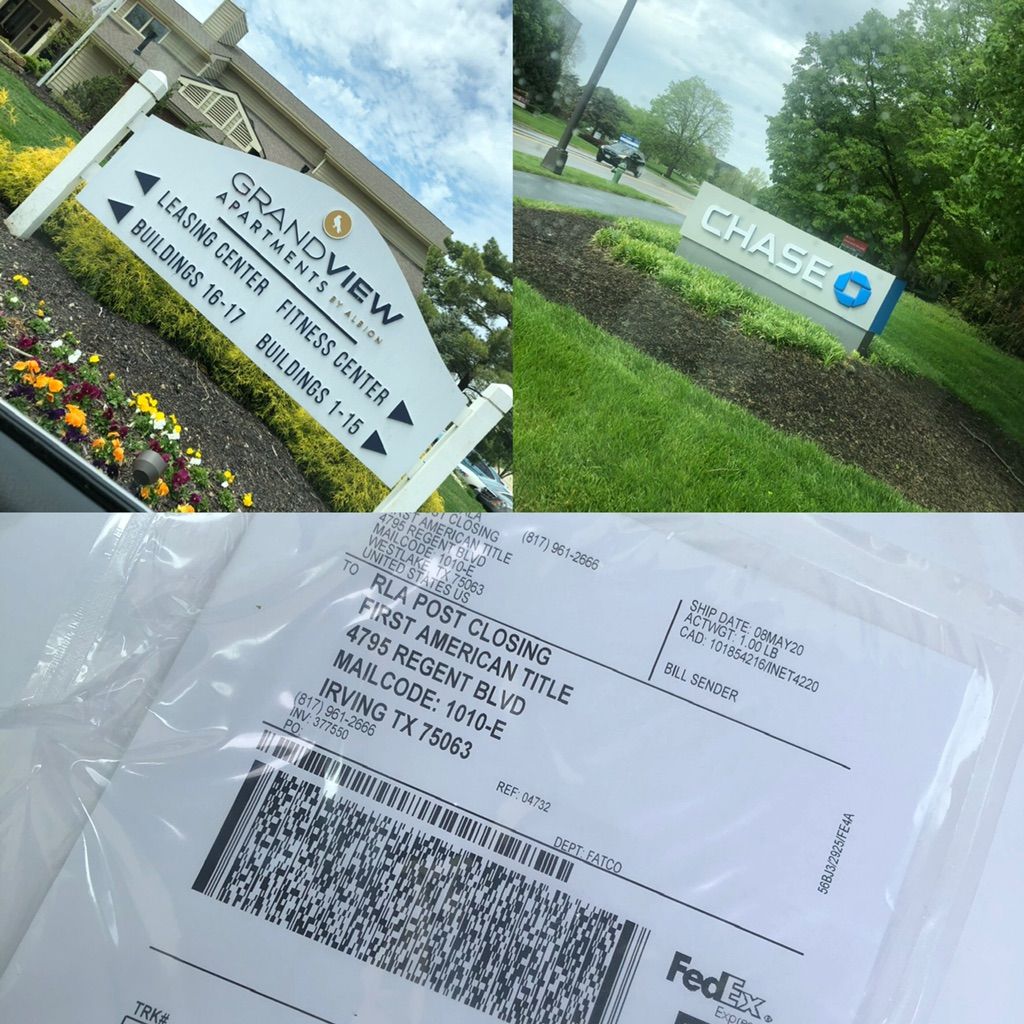 GRANDVIEW
APARTMENTS
BY ALBION
LEASING CENTER FITNESS CENTER
BUILDINGS 16-17 BUILDINGS 1-15
CHASE
CLOSING (817) 961-2666
AMERICAN TITLE
4795 REGENT BLVD
MAILCODE: 1010-E
WESTLAKE, TX 75063
UNITED STATES US
SHIP DATE: 08MAY20
ACTWGT: 1.00 LB
CAD: 101854216/INET4220
BILL SENDER
TO RLA POST CLOSING
FIRST AMERICAN TITLE
4795 REGENT BLVD
MAILCODE: 1010-E
IRVING TX 75063
(817) 961-2666
REF: 04732
INV: 377550
PO:
DEPT: FATCO
56BJ3/2925/FE4A
FedEx
TRK#